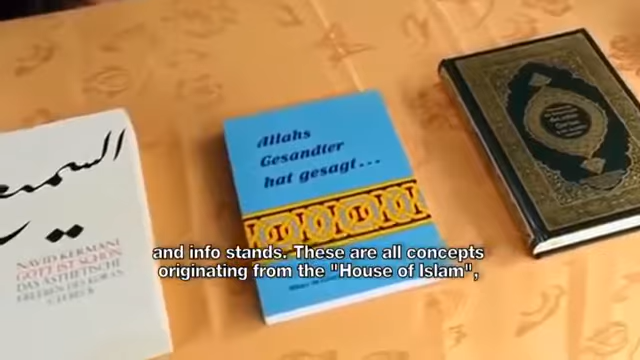 السميع
NAVID KERMANI
GOTT IST SCHÖN
DAS ÄSTHETISCHE
ERLEBEN DES KORAN
C.H.BECK
Allahs
Gesandter
hat gesagt...
and info stands. These are all concepts
originating from the "House of Islam",